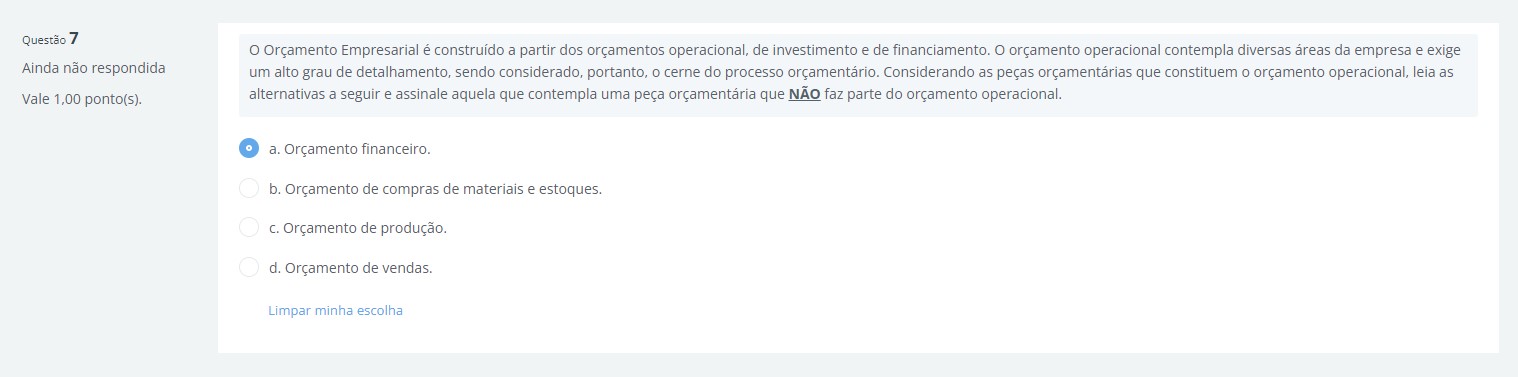 Questão 7
Ainda não respondida
Vale 1,00 ponto(s).
O Orçamento Empresarial é construído a partir dos orçamentos operacional, de investimento e de financiamento. O orçamento operacional contempla diversas áreas da empresa e exige
um alto grau de detalhamento, sendo considerado, portanto, o cerne do processo orçamentário. Considerando as peças orçamentárias que constituem o orçamento operacional, leia as
alternativas a seguir e assinale aquela que contempla uma peça orçamentária que NÃO faz parte do orçamento operacional.
a. Orçamento financeiro.
b. Orçamento de compras de materiais e estoques.
c. Orçamento de produção.
d. Orçamento de vendas.
Limpar minha escolha